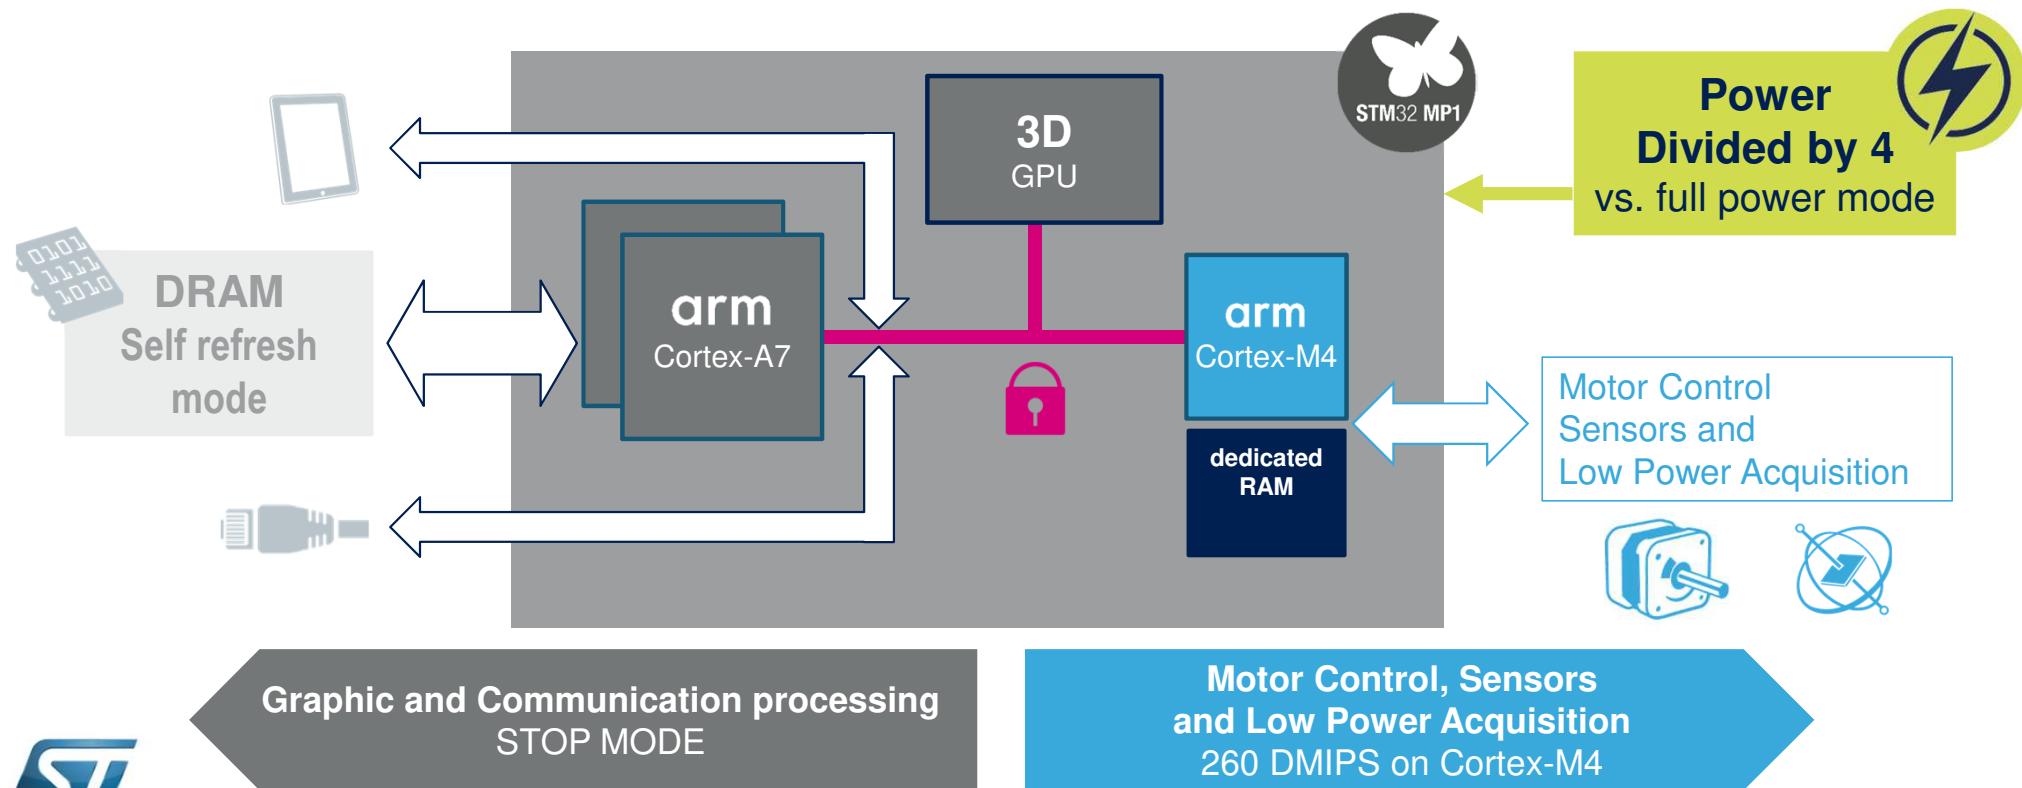 STM32 MP1
Power
Divided by 4
vs. full power mode
3D
GPU
0101
1111
1010
DRAM
Self refresh
mode
arm
Cortex-A7
arm
Cortex-M4
dedicated
RAM
Motor Control
Sensors and
Low Power Acquisition
Graphic and Communication processing
STOP MODE
Motor Control, Sensors
and Low Power Acquisition
260 DMIPS on Cortex-M4
ST